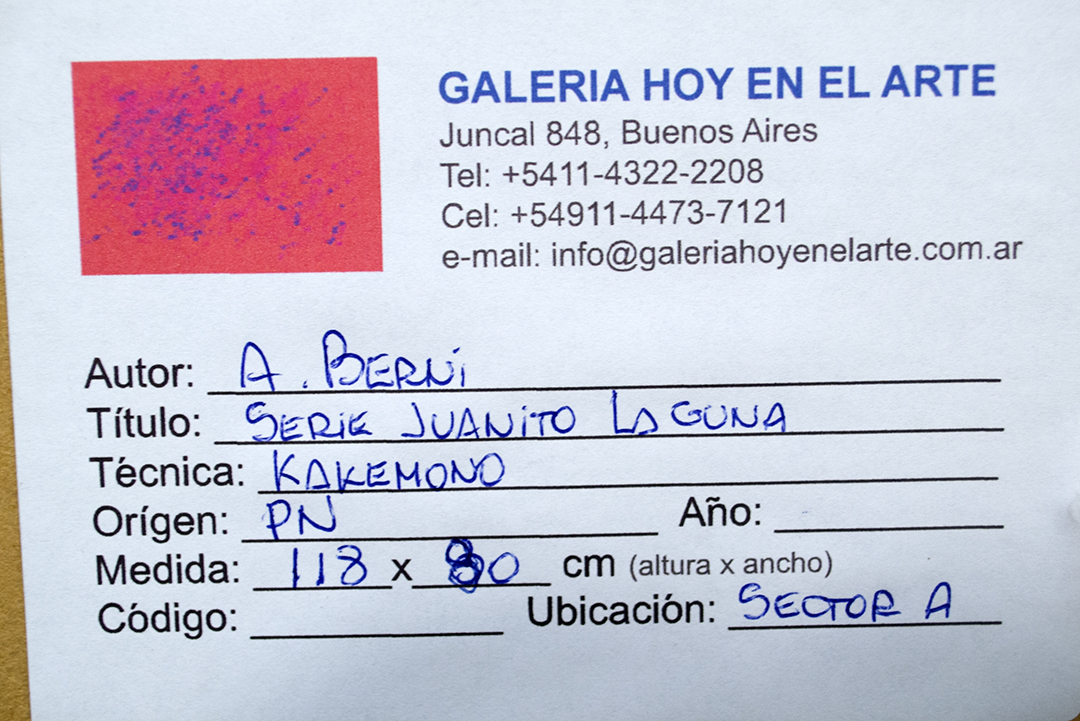 GALERIA HOY EN EL ARTE
Juncal 848, Buenos Aires
Tel: +5411-4322-2208
Cel: +54911-4473-7121
e-mail: info@galeriahoyenelarte.com.ar
Autor: A. BERNI
Título: SERIE JUANITO LAGUNA
Técnica: KAKEMONO
Orígen: PN Año:
Medida: 118 x 80 cm (altura x ancho)
Código: Ubicación: SECTOR A